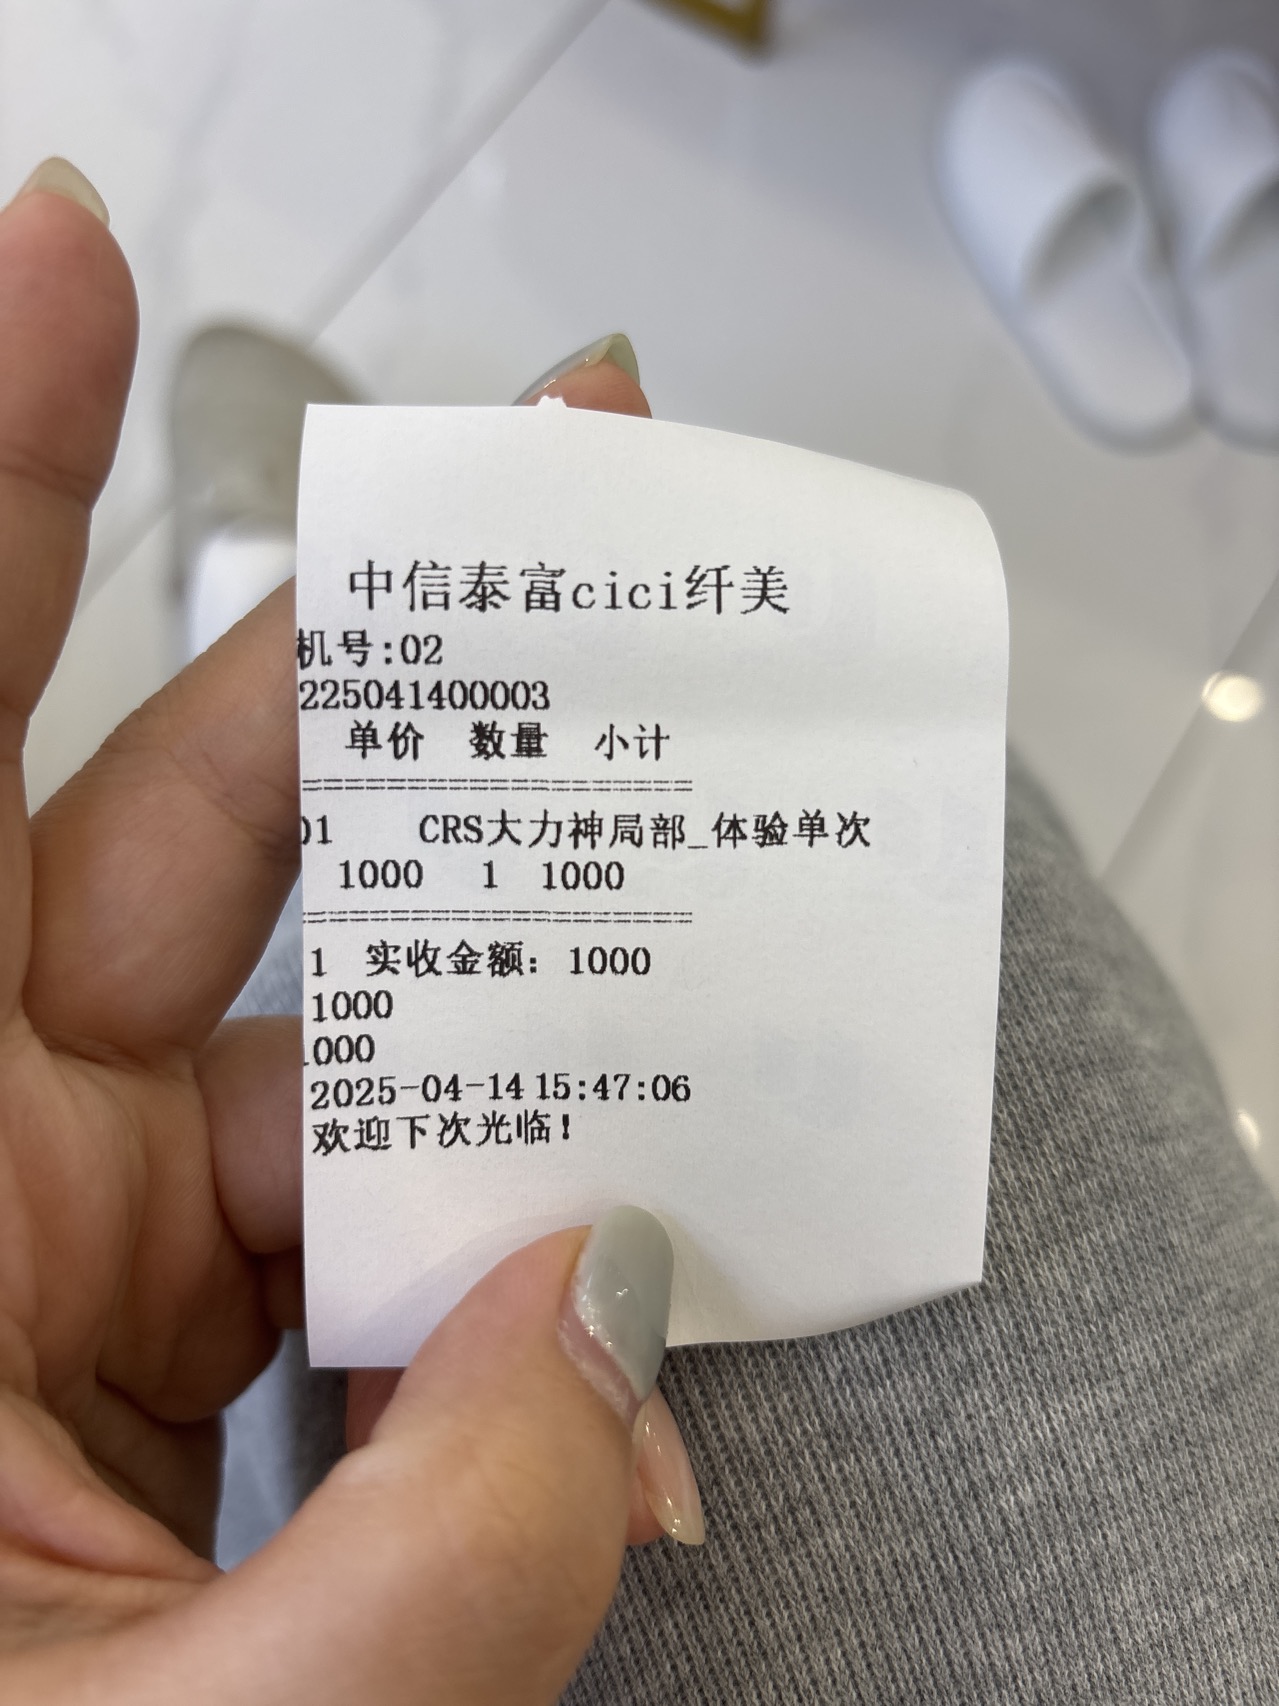 中信泰富cici纤美
机号:02
225041400003
单价 数量 小计
01 CRS大力神局部_体验单次
1000 1 1000
1 实收金额: 1000
1000
1000
2025-04-14 15:47:06
欢迎下次光临!